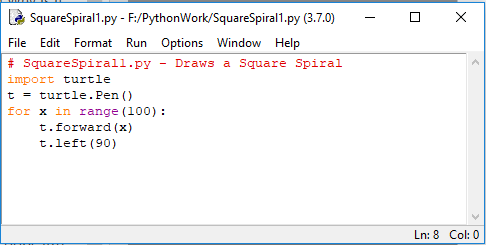 SquareSpiral1.py - F:/PythonWork/SquareSpiral1.py (3.7.0)
File Edit Format Run Options Window Help
# SquareSpiral1.py - Draws a Square Spiral
import turtle
t = turtle.Pen()
for x in range(100):
    t.forward(x)
    t.left(90)
Ln: 8 Col: 0